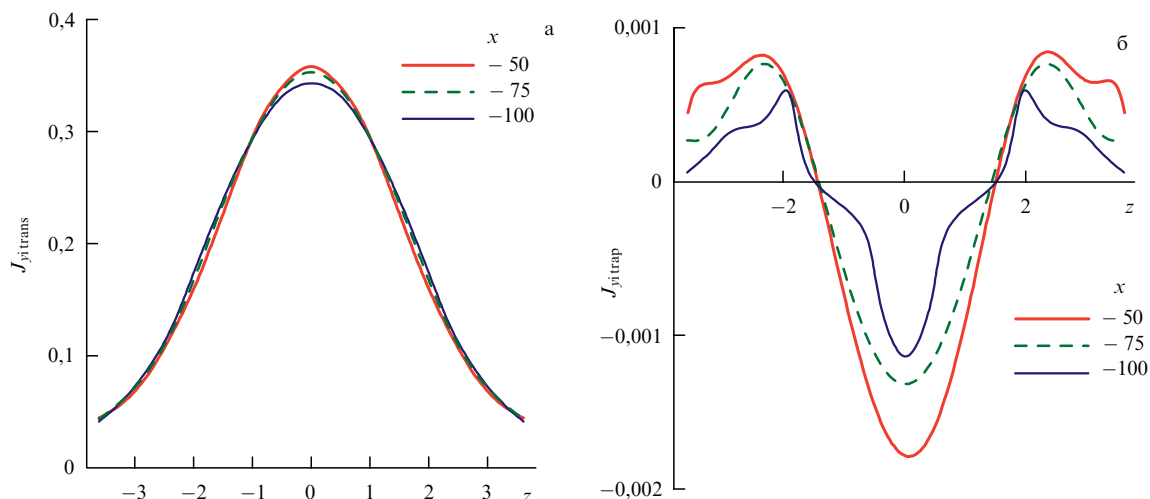 0,4
0,3
0,2
0,1
0
−3 −2 −1 0 1 2 3 z
J_yi trans
x
− 50
− 75
−100
а
0,001
0
−0,001
−0,002
−2 0 2 z
J_yi trap
x
− 50
− 75
−100
б